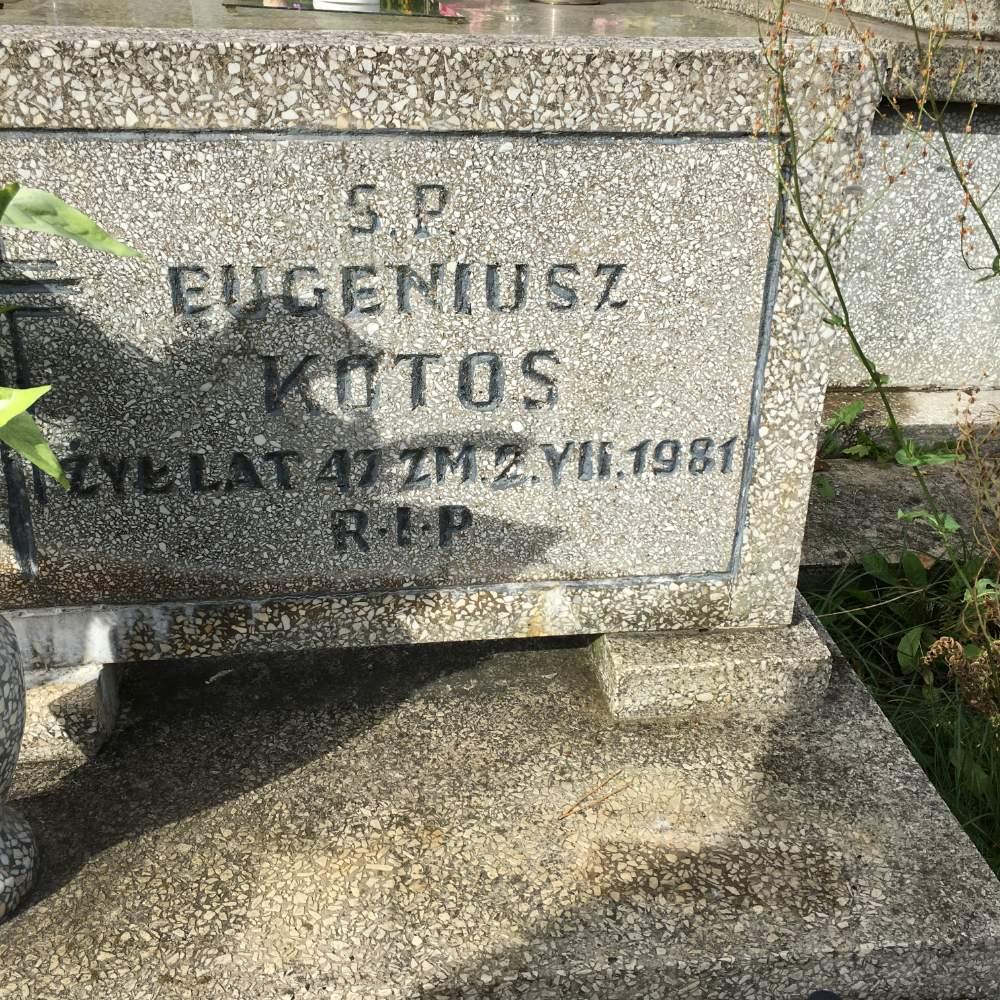 S.P.
EUGENIUSZ
KOTOS
ŻYŁ LAT 47 ZM.2.VII.1981
R·I·P